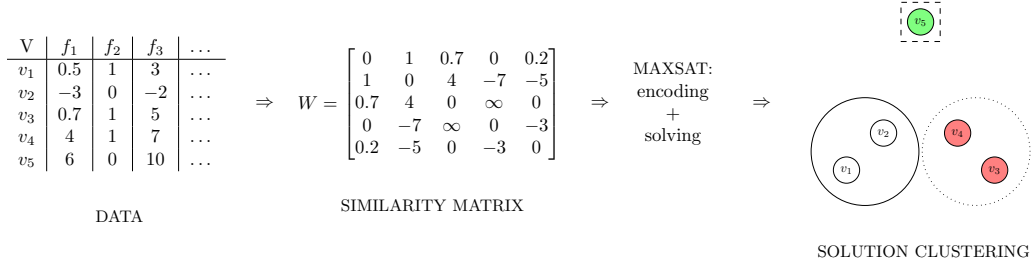 V f₁ f₂ f₃ …
v₁ 0.5 1 3 …
v₂ −3 0 −2 …
v₃ 0.7 1 5 …
v₄ 4 1 7 …
v₅ 6 0 10 …
DATA
⇒
W =
0 1 0.7 0 0.2
1 0 4 −7 −5
0.7 4 0 ∞ 0
0 −7 ∞ 0 −3
0.2 −5 0 −3 0
SIMILARITY MATRIX
⇒
MAXSAT:
encoding
+
solving
⇒
v₅
v₂
v₁
v₄
v₃
SOLUTION CLUSTERING